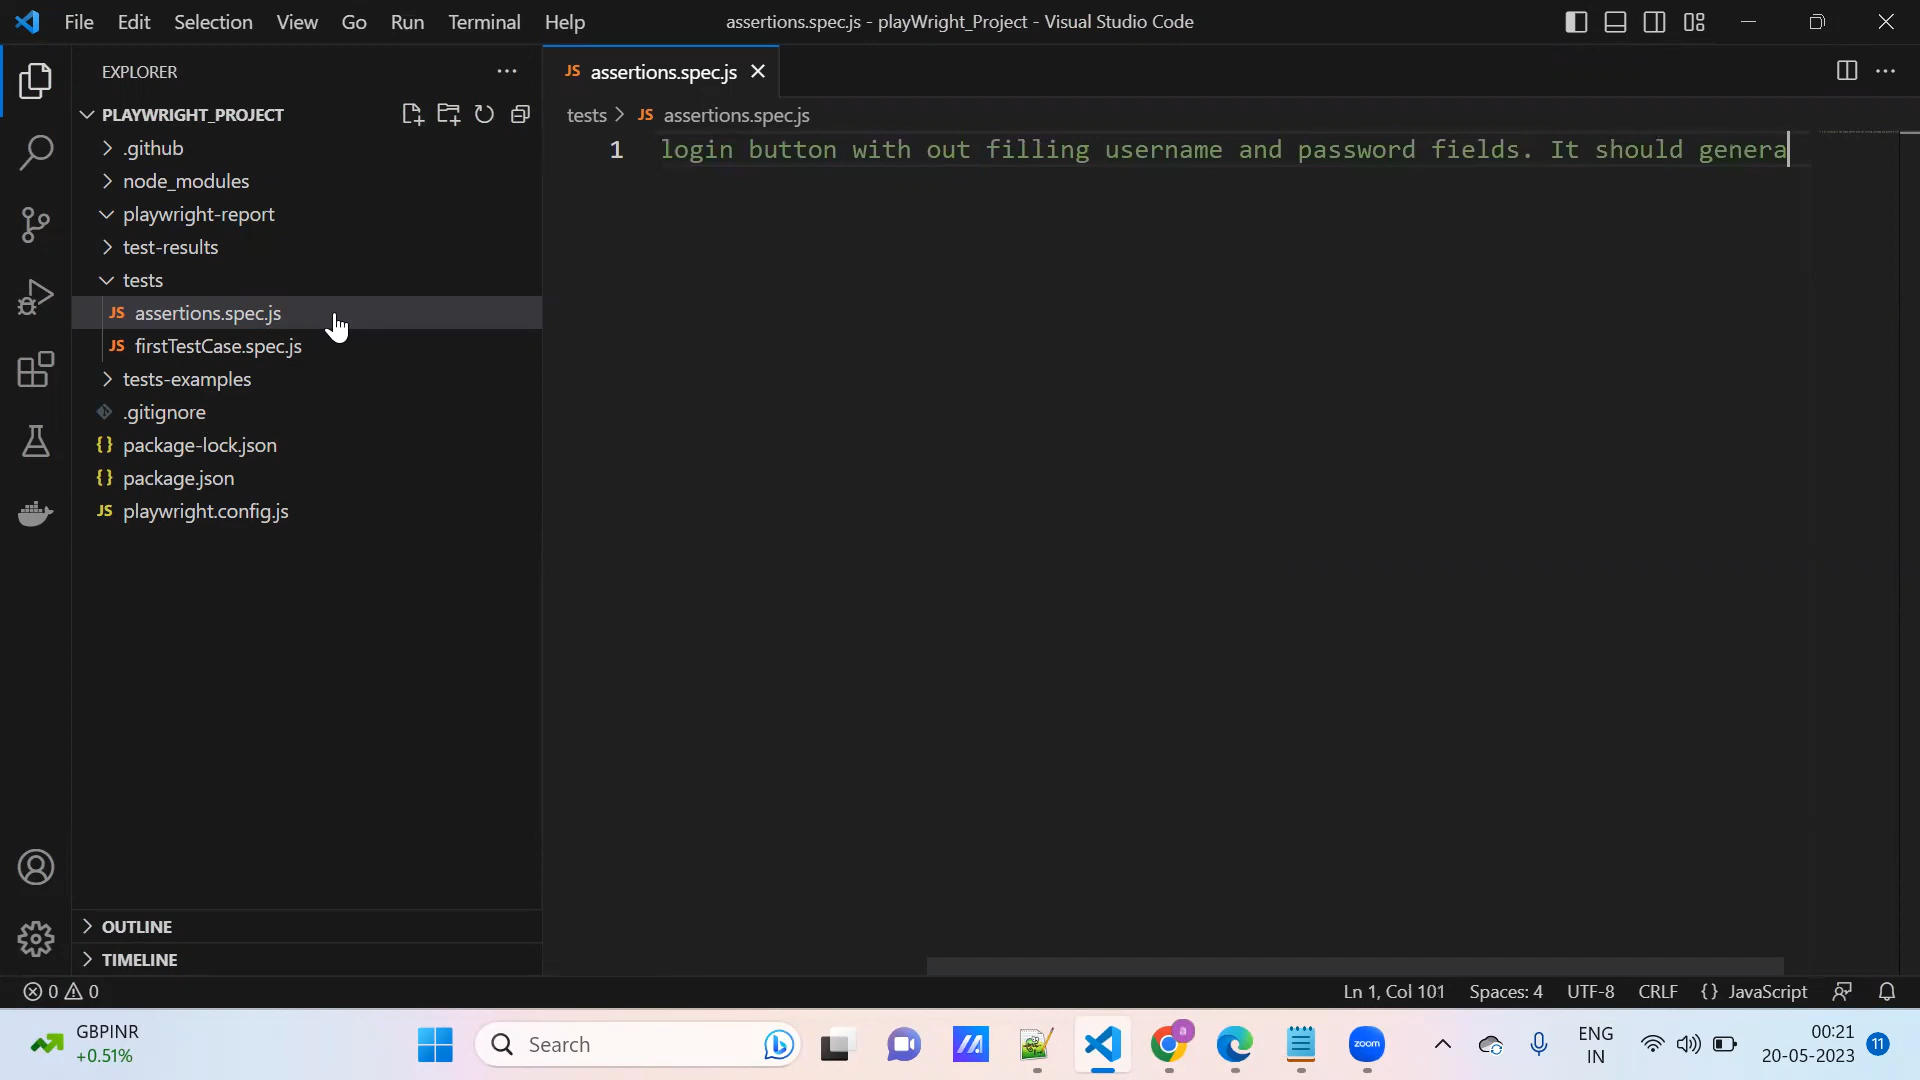 File Edit Selection View Go Run Terminal Help assertions.spec.js - playWright_Project - Visual Studio Code
EXPLORER
JS assertions.spec.js
PLAYWRIGHT_PROJECT
tests > JS assertions.spec.js
1 login button with out filling username and password fields. It should genera
.github
node_modules
playwright-report
test-results
tests
JS assertions.spec.js
JS firstTestCase.spec.js
tests-examples
.gitignore
{} package-lock.json
{} package.json
JS playwright.config.js
OUTLINE
TIMELINE
0 0 Ln 1, Col 101 Spaces: 4 UTF-8 CRLF {} JavaScript
GBPINR
+0.51%
Search
a
zoom
ENG
IN
00:21
20-05-2023
11